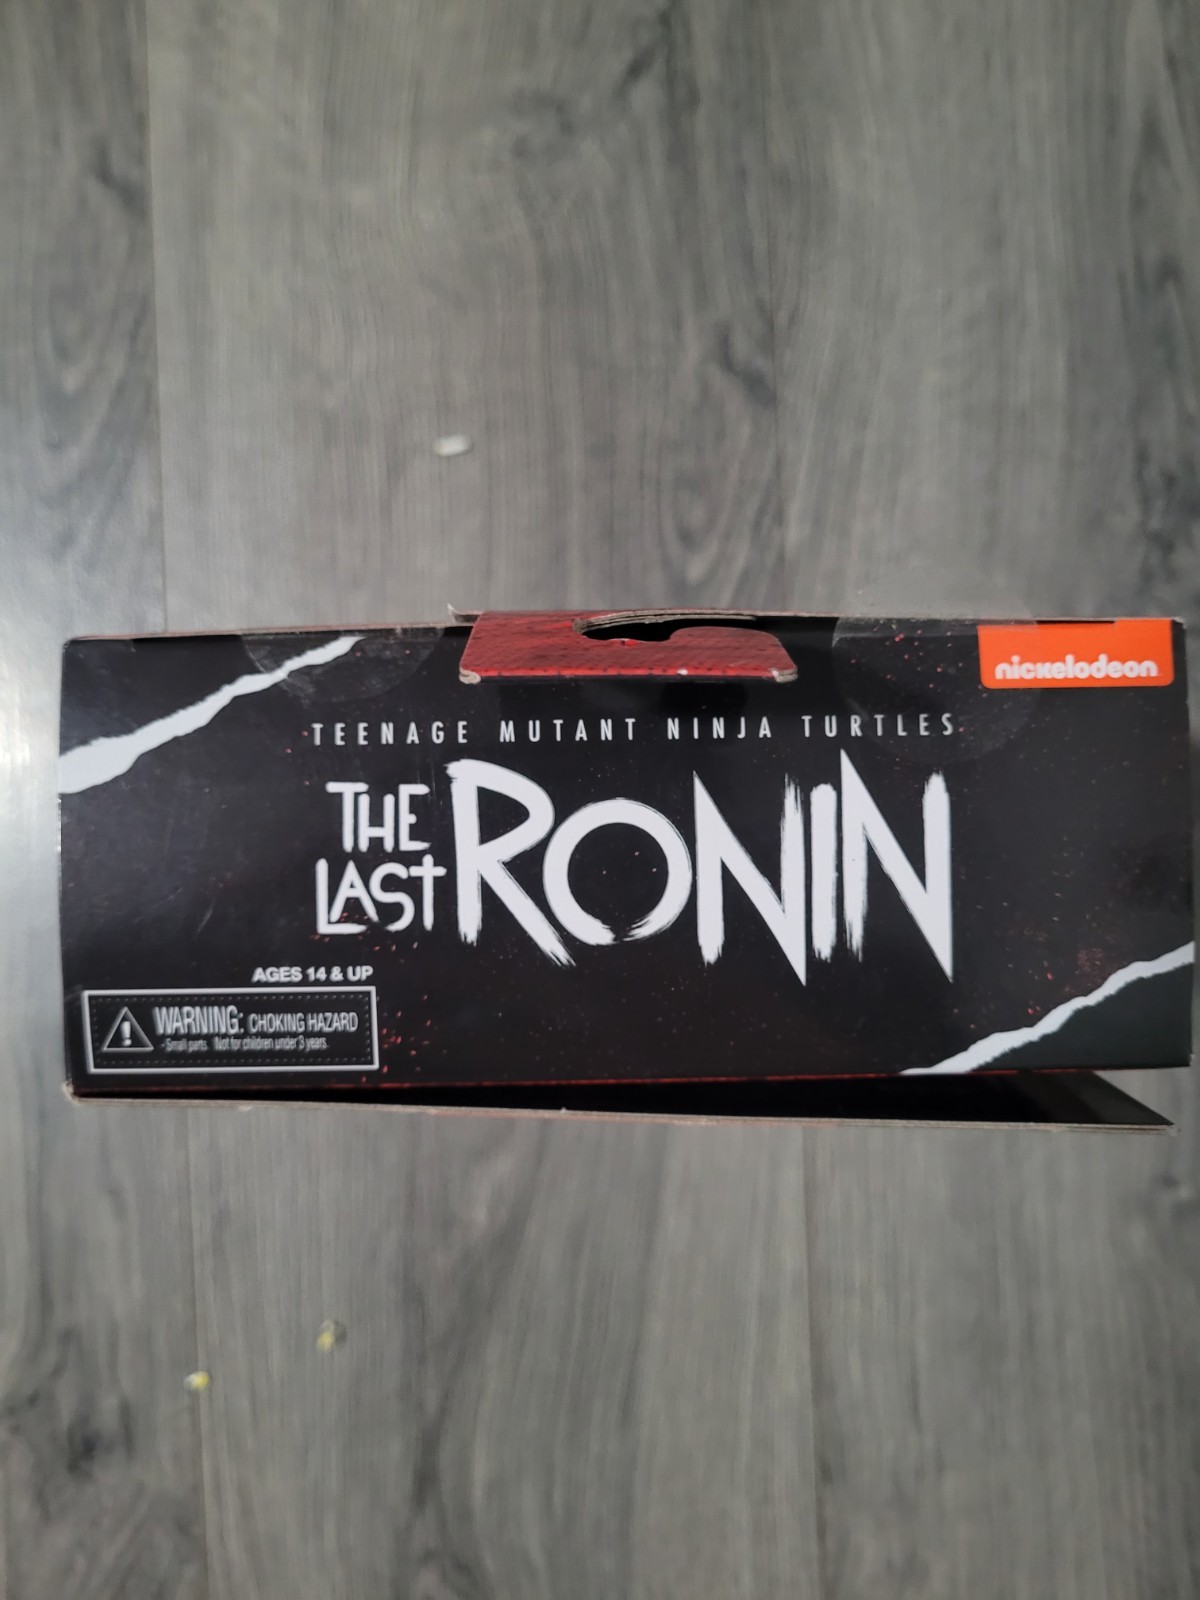 nickelodeon
TEENAGE MUTANT NINJA TURTLES
THE
LAST
RONIN
AGES 14 & UP
WARNING: CHOKING HAZARD
-Small parts. Not for children under 3 years.